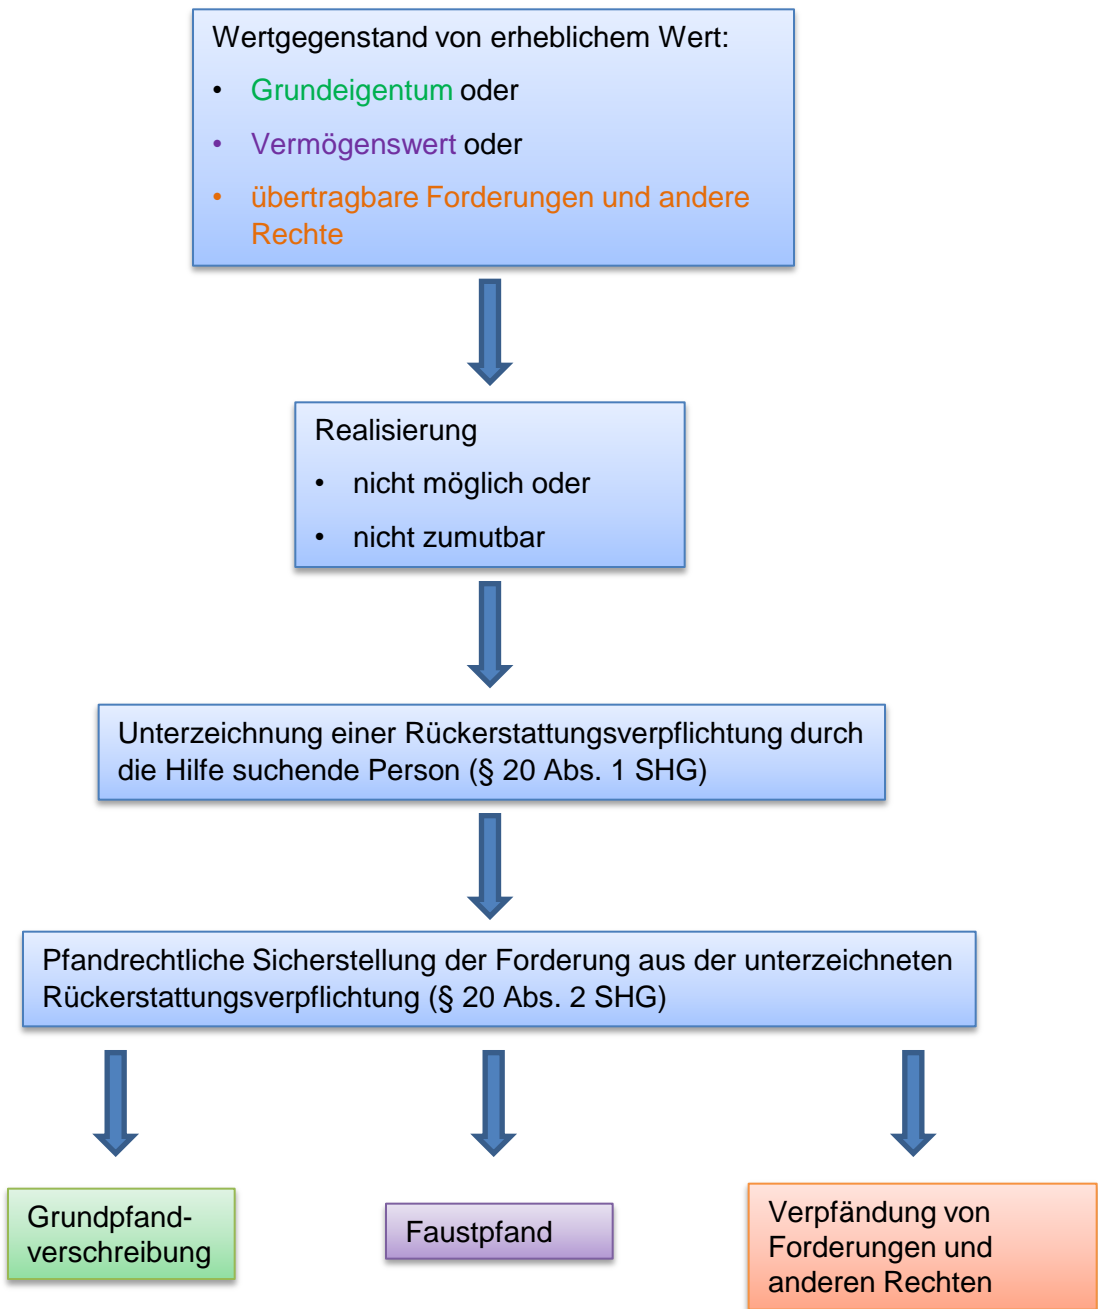 Wertgegenstand von erheblichem Wert:
• Grundeigentum oder
• Vermögenswert oder
• übertragbare Forderungen und andere
Rechte
Realisierung
• nicht möglich oder
• nicht zumutbar
Unterzeichnung einer Rückerstattungsverpflichtung durch
die Hilfe suchende Person (§ 20 Abs. 1 SHG)
Pfandrechtliche Sicherstellung der Forderung aus der unterzeichneten
Rückerstattungsverpflichtung (§ 20 Abs. 2 SHG)
Grundpfand-
verschreibung
Faustpfand
Verpfändung von
Forderungen und
anderen Rechten